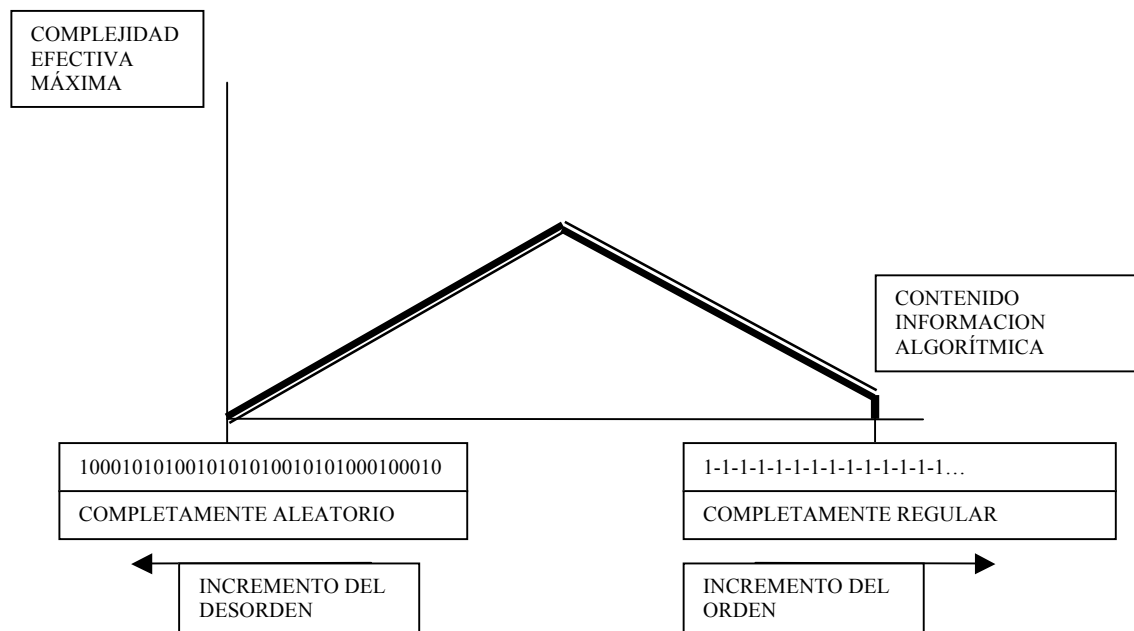 COMPLEJIDAD
EFECTIVA
MÁXIMA
CONTENIDO
INFORMACION
ALGORÍTMICA
1000101010010101010010101000100010
1-1-1-1-1-1-1-1-1-1-1-1-1-1…
COMPLETAMENTE ALEATORIO
COMPLETAMENTE REGULAR
INCREMENTO DEL
DESORDEN
INCREMENTO DEL
ORDEN